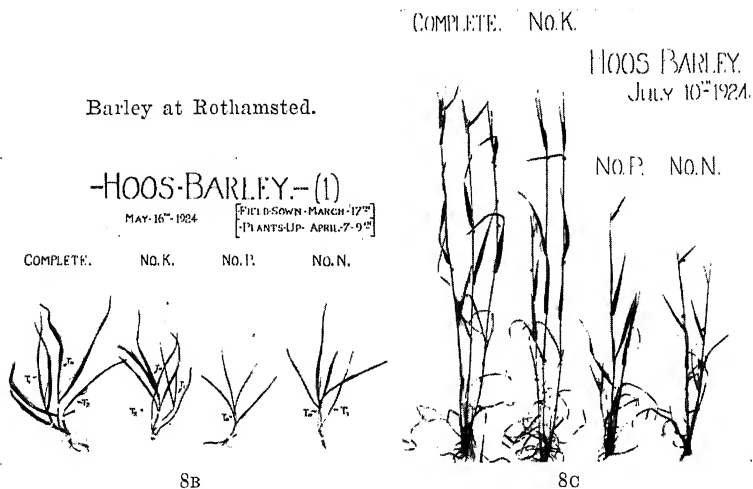 Barley at Rothamsted.
-HOOS-BARLEY.-(1)
MAY-16TH-1924
[FIELD-SOWN-MARCH-17TH]
[-PLANTS-UP-APRIL-7-9TH]
COMPLETE. NO.K. NO.P. NO.N.
8B
COMPLETE. NO.K.
HOOS BARLEY.
JULY 10TH 1924.
NO.P. NO.N.
8C